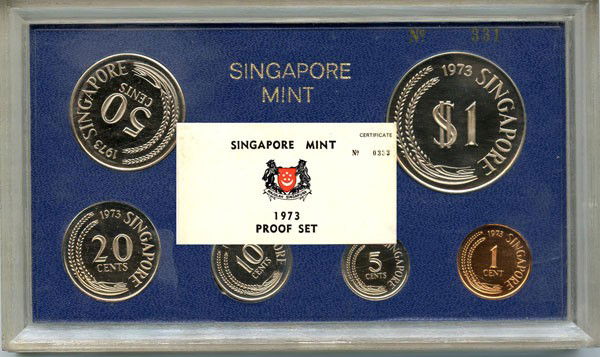 Nº 331
SINGAPORE
MINT
1973 SINGAPORE
50
CENTS
1973 SINGAPORE
$1
CERTIFICATE
SINGAPORE MINT
Nº 0333
1973
PROOF SET
1973 SINGAPORE
20
CENTS
10
CENTS
5
CENTS
1973 SINGAPORE
1
CENT